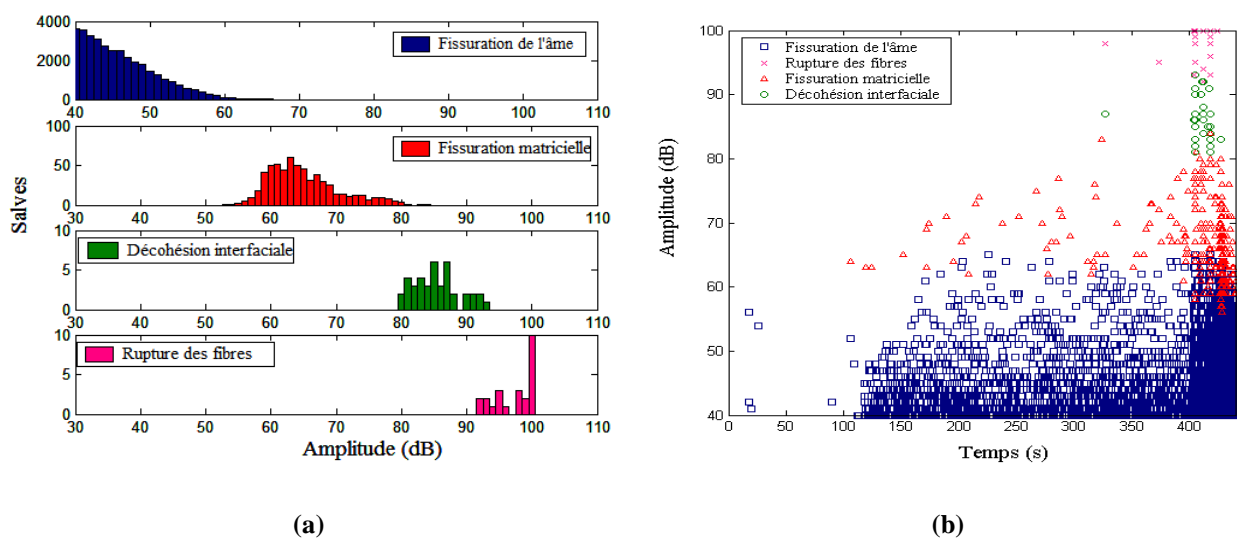 4000
2000
0
Fissuration de l'âme
40 50 60 70 80 90 100 110
100
50
0
Fissuration matricielle
30 40 50 60 70 80 90 100 110
Salves
10
5
0
Décohésion interfaciale
30 40 50 60 70 80 90 100 110
10
5
0
Rupture des fibres
30 40 50 60 70 80 90 100 110
Amplitude (dB)
(a)
100
90
80
70
60
50
40
Amplitude (dB)
Fissuration de l'âme
Rupture des fibres
Fissuration matricielle
Décohésion interfaciale
0 50 100 150 200 250 300 350 400
Temps (s)
(b)